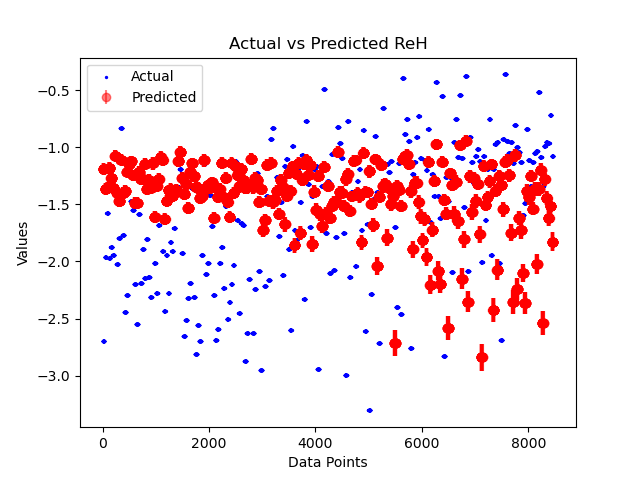 Actual vs Predicted ReH
Actual
Predicted
Values
−0.5
−1.0
−1.5
−2.0
−2.5
−3.0
0
2000
4000
6000
8000
Data Points